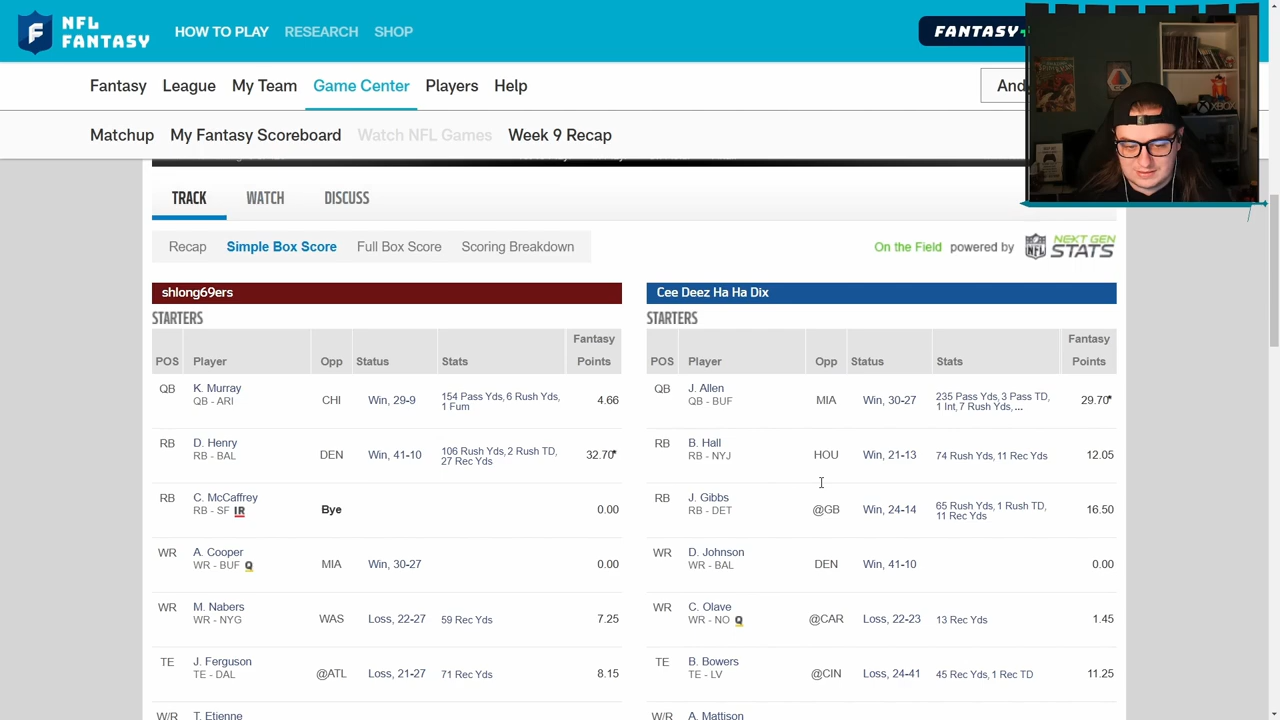 NFL FANTASY
HOW TO PLAY RESEARCH SHOP
FANTASY+
Fantasy League My Team Game Center Players Help
And
Matchup My Fantasy Scoreboard Watch NFL Games Week 9 Recap
TRACK WATCH DISCUSS
Recap Simple Box Score Full Box Score Scoring Breakdown
On the Field powered by NFL NEXT GEN STATS
shlong69ers
STARTERS
POS Player Opp Status Stats Fantasy Points
QB K. Murray QB - ARI CHI Win, 29-9 154 Pass Yds, 6 Rush Yds, 1 Fum 4.66
RB D. Henry RB - BAL DEN Win, 41-10 106 Rush Yds, 2 Rush TD, 27 Rec Yds 32.70*
RB C. McCaffrey RB - SF IR Bye 0.00
WR A. Cooper WR - BUF Q MIA Win, 30-27 0.00
WR M. Nabers WR - NYG WAS Loss, 22-27 59 Rec Yds 7.25
TE J. Ferguson TE - DAL @ATL Loss, 21-27 71 Rec Yds 8.15
W/R T. Etienne
Cee Deez Ha Ha Dix
STARTERS
POS Player Opp Status Stats Fantasy Points
QB J. Allen QB - BUF MIA Win, 30-27 235 Pass Yds, 3 Pass TD, 1 Int, 7 Rush Yds, ... 29.70*
RB B. Hall RB - NYJ HOU Win, 21-13 74 Rush Yds, 11 Rec Yds 12.05
RB J. Gibbs RB - DET @GB Win, 24-14 65 Rush Yds, 1 Rush TD, 11 Rec Yds 16.50
WR D. Johnson WR - BAL DEN Win, 41-10 0.00
WR C. Olave WR - NO Q @CAR Loss, 22-23 13 Rec Yds 1.45
TE B. Bowers TE - LV @CIN Loss, 24-41 45 Rec Yds, 1 Rec TD 11.25
W/R A. Mattison
XBOX